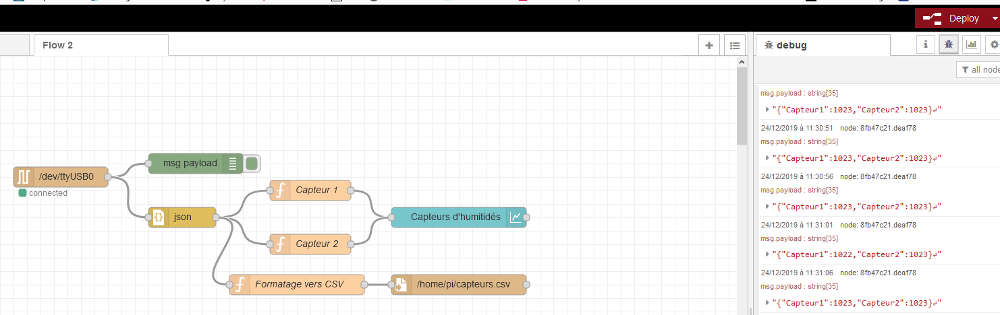 Deploy
Flow 2
debug
i
all node
msg.payload : string[35]
"{"Capteur1":1023,"Capteur2":1023}↵"
24/12/2019 à 11:30:51 node: 8fb47c21.deaf78
msg.payload : string[35]
"{"Capteur1":1023,"Capteur2":1023}↵"
24/12/2019 à 11:30:56 node: 8fb47c21.deaf78
msg.payload : string[35]
"{"Capteur1":1023,"Capteur2":1023}↵"
24/12/2019 à 11:31:01 node: 8fb47c21.deaf78
msg.payload : string[35]
"{"Capteur1":1022,"Capteur2":1023}↵"
24/12/2019 à 11:31:06 node: 8fb47c21.deaf78
msg.payload : string[35]
"{"Capteur1":1023,"Capteur2":1023}↵"
msg.payload
/dev/ttyUSB0
connected
Capteur 1
json
Capteurs d'humitidés
Capteur 2
Formatage vers CSV
/home/pi/capteurs.csv